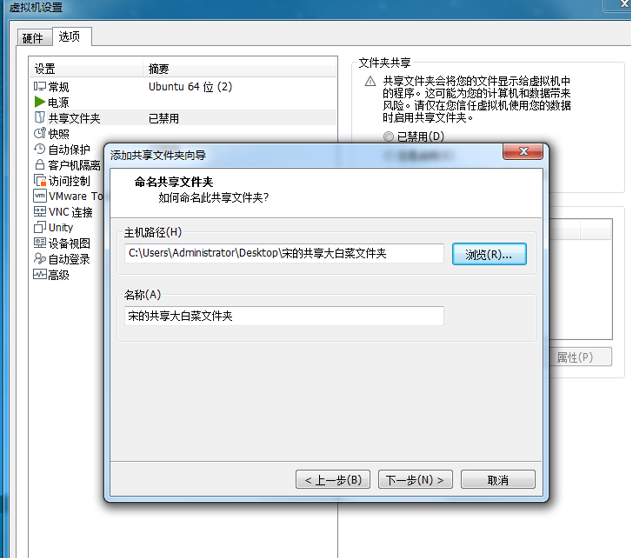 虚拟机设置
硬件 选项
设置 摘要
常规 Ubuntu 64 位 (2)
电源
共享文件夹 已禁用
快照
自动保护
客户机隔离
访问控制
VMware To
VNC 连接
Unity
设备视图
自动登录
高级
文件夹共享
共享文件夹会将您的文件显示给虚拟机中
的程序。这可能为您的计算机和数据带来
风险。请仅在您信任虚拟机使用您的数据
时启用共享文件夹。
已禁用(D)
添加共享文件夹向导
命名共享文件夹
如何命名此共享文件夹?
主机路径(H)
C:\Users\Administrator\Desktop\宋的共享大白菜文件夹
浏览(R)...
名称(A)
宋的共享大白菜文件夹
属性(P)
< 上一步(B) 下一步(N) > 取消